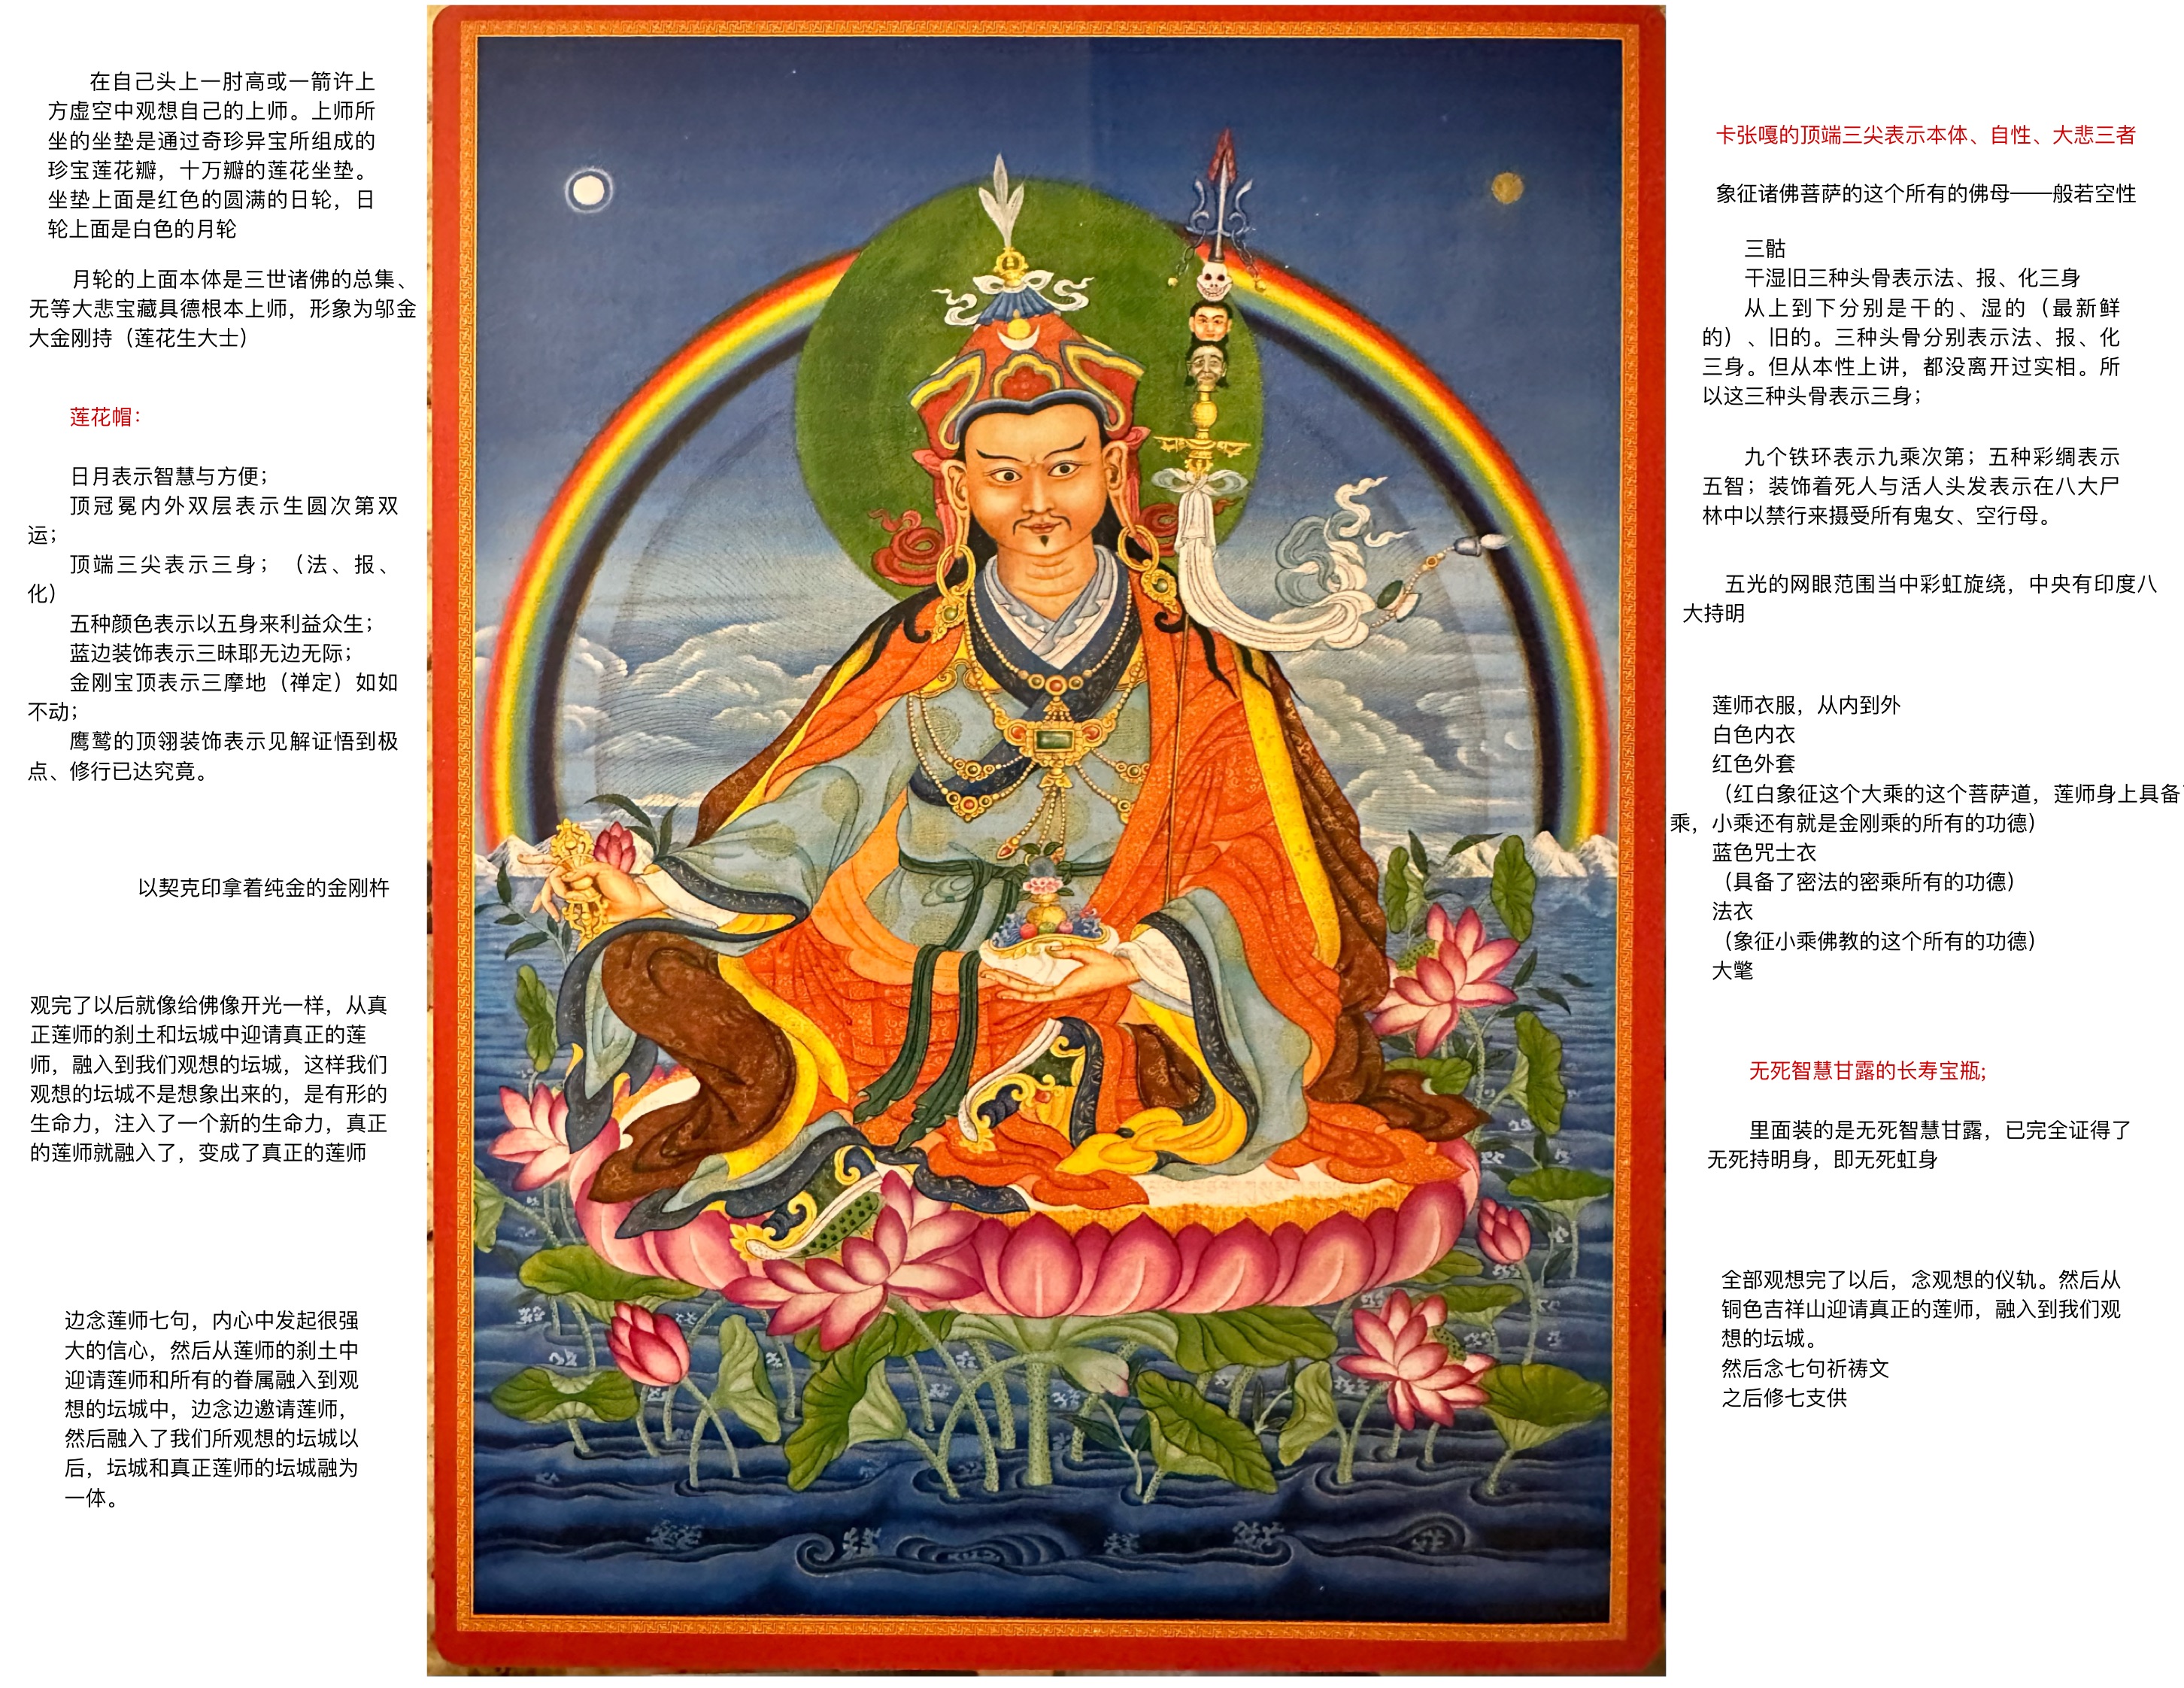 在自己头上一肘高或一箭许上
方虚空中观想自己的上师。上师所
坐的坐垫是通过奇珍异宝所组成的
珍宝莲花瓣，十万瓣的莲花坐垫。
坐垫上面是红色的圆满的日轮，日
轮上面是白色的月轮
月轮的上面本体是三世诸佛的总集、
无等大悲宝藏具德根本上师，形象为邬金
大金刚持（莲花生大士）
莲花帽：
日月表示智慧与方便；
顶冠冕内外双层表示生圆次第双
运；
顶端三尖表示三身；（法、报、
化）
五种颜色表示以五身来利益众生；
蓝边装饰表示三昧耶无边无际；
金刚宝顶表示三摩地（禅定）如如
不动；
鹰鹫的顶翎装饰表示见解证悟到极
点、修行已达究竟。
以契克印拿着纯金的金刚杵
观完了以后就像给佛像开光一样，从真
正莲师的刹土和坛城中迎请真正的莲
师，融入到我们观想的坛城，这样我们
观想的坛城不是想象出来的，是有形的
生命力，注入了一个新的生命力，真正
的莲师就融入了，变成了真正的莲师
边念莲师七句，内心中发起很强
大的信心，然后从莲师的刹土中
迎请莲师和所有的眷属融入到观
想的坛城中，边念边邀请莲师，
然后融入了我们所观想的坛城以
后，坛城和真正莲师的坛城融为
一体。
卡张嘎的顶端三尖表示本体、自性、大悲三者
象征诸佛菩萨的这个所有的佛母——般若空性
三骷
干湿旧三种头骨表示法、报、化三身
从上到下分别是干的、湿的（最新鲜
的）、旧的。三种头骨分别表示法、报、化
三身。但从本性上讲，都没离开过实相。所
以这三种头骨表示三身；
九个铁环表示九乘次第；五种彩绸表示
五智；装饰着死人与活人头发表示在八大尸
林中以禁行来摄受所有鬼女、空行母。
五光的网眼范围当中彩虹旋绕，中央有印度八
大持明
莲师衣服，从内到外
白色内衣
红色外套
（红白象征这个大乘的这个菩萨道，莲师身上具备
乘，小乘还有就是金刚乘的所有的功德）
蓝色咒士衣
（具备了密法的密乘所有的功德）
法衣
（象征小乘佛教的这个所有的功德）
大氅
无死智慧甘露的长寿宝瓶;
里面装的是无死智慧甘露，已完全证得了
无死持明身，即无死虹身
全部观想完了以后，念观想的仪轨。然后从
铜色吉祥山迎请真正的莲师，融入到我们观
想的坛城。
然后念七句祈祷文
之后修七支供